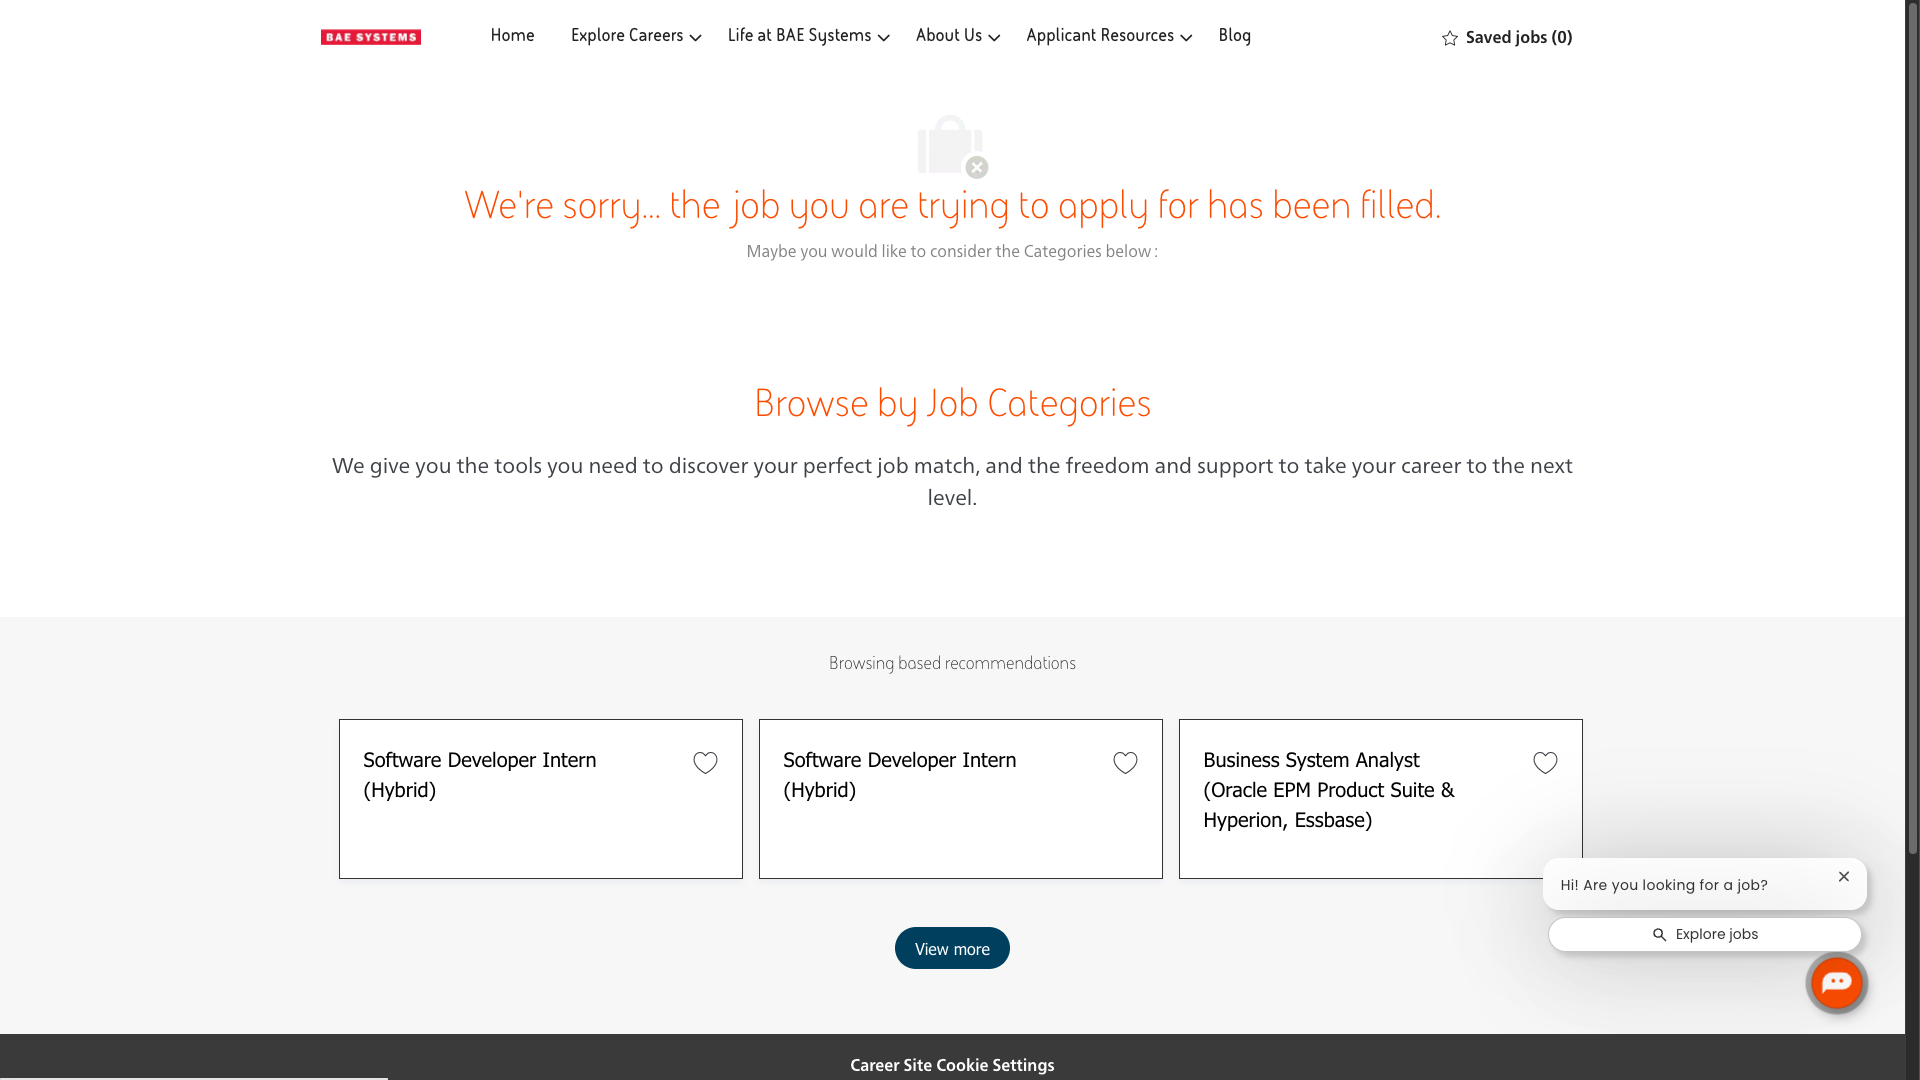 BAE SYSTEMS
Home
Explore Careers
Life at BAE Systems
About Us
Applicant Resources
Blog
Saved jobs (0)
We're sorry... the job you are trying to apply for has been filled.
Maybe you would like to consider the Categories below :
Browse by Job Categories
We give you the tools you need to discover your perfect job match, and the freedom and support to take your career to the next
level.
Browsing based recommendations
Software Developer Intern
(Hybrid)
Software Developer Intern
(Hybrid)
Business System Analyst
(Oracle EPM Product Suite &
Hyperion, Essbase)
Hi! Are you looking for a job?
Explore jobs
View more
Career Site Cookie Settings